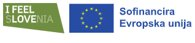 I FEEL
SLOVENIA
Sofinancira
Evropska unija